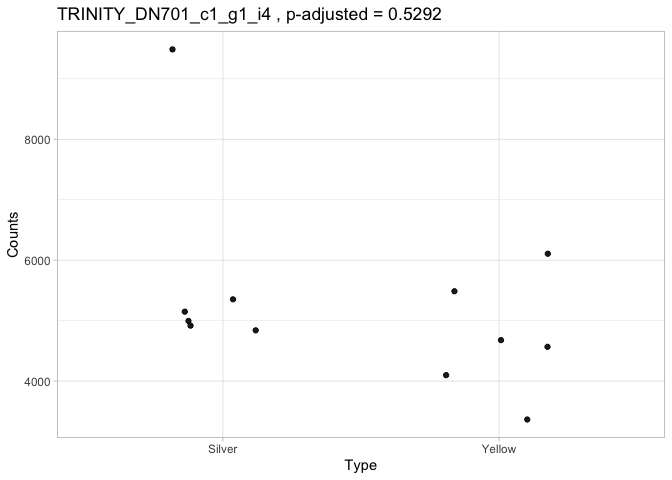 TRINITY_DN701_c1_g1_i4 , p-adjusted = 0.5292
8000
6000
4000
Counts
Silver
Yellow
Type